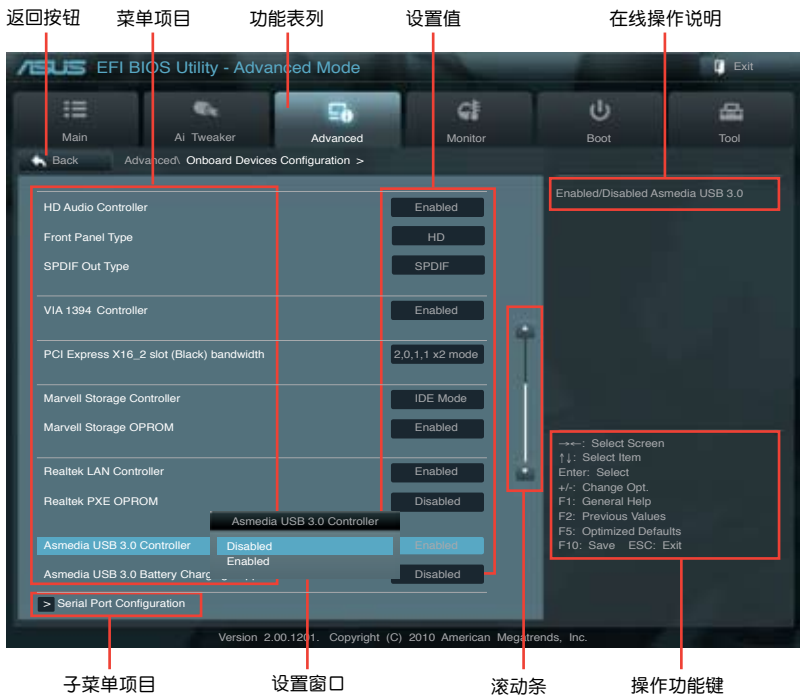 返回按钮 菜单项目 功能表列 设置值 在线操作说明
ASUS EFI BIOS Utility - Advanced Mode Exit
Main Ai Tweaker Advanced Monitor Boot Tool
Back Advanced\ Onboard Devices Configuration >
Enabled/Disabled Asmedia USB 3.0
HD Audio Controller Enabled
Front Panel Type HD
SPDIF Out Type SPDIF
VIA 1394 Controller Enabled
PCI Express X16_2 slot (Black) bandwidth 2,0,1,1 x2 mode
Marvell Storage Controller IDE Mode
Marvell Storage OPROM Enabled
Realtek LAN Controller Enabled
Realtek PXE OPROM Disabled
Asmedia USB 3.0 Controller
Asmedia USB 3.0 Controller Disabled Enabled
Enabled
Asmedia USB 3.0 Battery Disabled
> Serial Port Configuration
→←: Select Screen
↑↓: Select Item
Enter: Select
+/-: Change Opt.
F1: General Help
F2: Previous Values
F5: Optimized Defaults
F10: Save ESC: Exit
Version 2.00.1201. Copyright (C) 2010 American Megatrends, Inc.
子菜单项目 设置窗口 滚动条 操作功能键